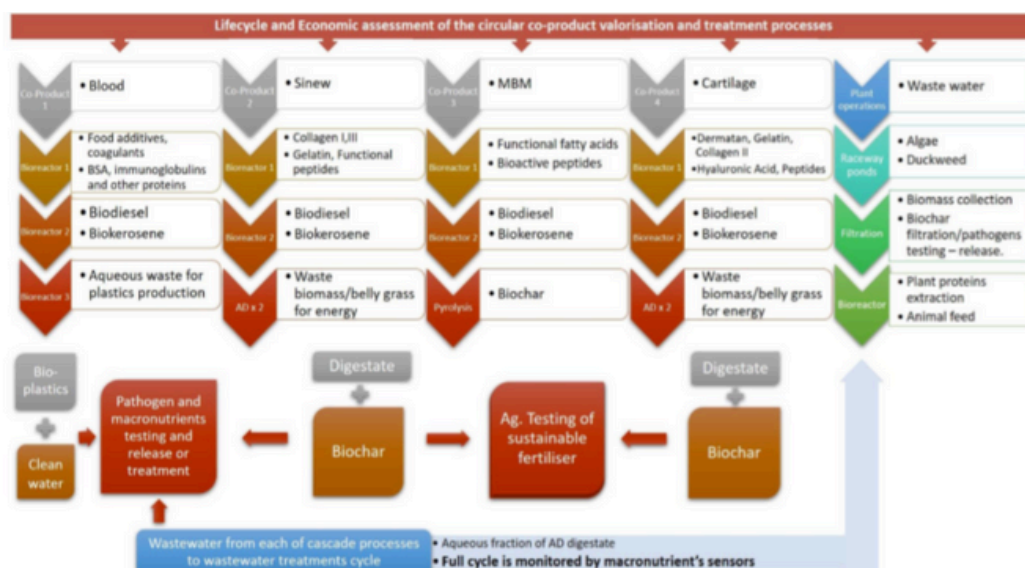 Lifecycle and Economic assessment of the circular co-product valorisation and treatment processes
Co-Product
1
• Blood
Bioreactor 1
• Food additives,
coagulants
• BSA, immunoglobulins
and other proteins
Bioreactor 2
• Biodiesel
• Biokerosene
Bioreactor 3
• Aqueous waste for
plastics production
Co-Product
2
• Sinew
Bioreactor 1
• Collagen I,III
• Gelatin, Functional
peptides
Bioreactor 2
• Biodiesel
• Biokerosene
AD x 2
• Waste
biomass/belly grass
for energy
Co-Product
3
• MBM
Bioreactor 1
• Functional fatty acids
• Bioactive peptides
Bioreactor 2
• Biodiesel
• Biokerosene
Pyrolysis
• Biochar
Co-Product
4
• Cartilage
Bioreactor 1
• Dermatan, Gelatin,
Collagen II
• Hyaluronic Acid, Peptides
Bioreactor 2
• Biodiesel
• Biokerosene
AD x 2
• Waste
biomass/belly grass
for energy
Plant
operations
• Waste water
Raceway
ponds
• Algae
• Duckweed
Filtration
• Biomass collection
• Biochar
filtration/pathogens
testing – release.
Bioreactor
• Plant proteins
extraction
• Animal feed
Bio-
plastics
Clean
water
Pathogen and
macronutrients
testing and
release or
treatment
Digestate
Biochar
Ag. Testing of
sustainable
fertiliser
Digestate
Biochar
Wastewater from each of cascade processes
to wastewater treatments cycle
• Aqueous fraction of AD digestate
• Full cycle is monitored by macronutrient's sensors